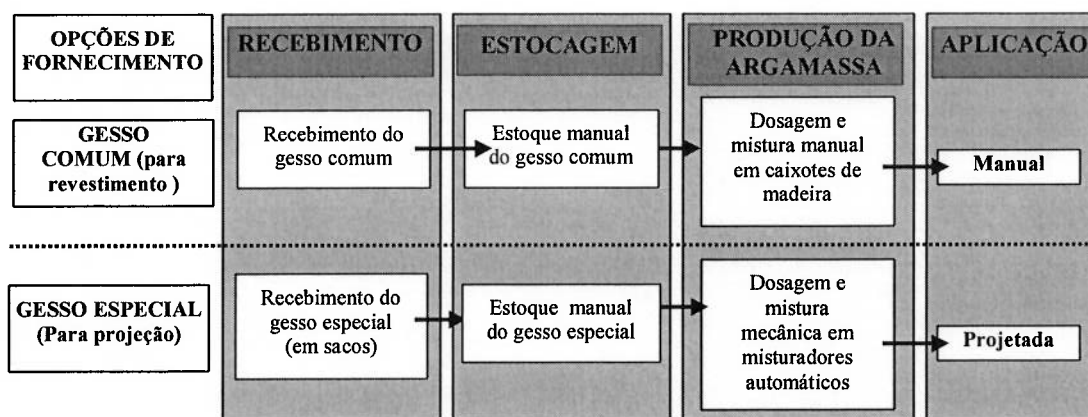 OPÇÕES DE
FORNECIMENTO
RECEBIMENTO
ESTOCAGEM
PRODUÇÃO DA
ARGAMASSA
APLICAÇÃO
GESSO
COMUM (para
revestimento )
Recebimento do
gesso comum
Estoque manual
do gesso comum
Dosagem e
mistura manual
em caixotes de
madeira
Manual
GESSO ESPECIAL
(Para projeção)
Recebimento do
gesso especial
(em sacos)
Estoque manual
do gesso especial
Dosagem e
mistura
mecânica em
misturadores
automáticos
Projetada